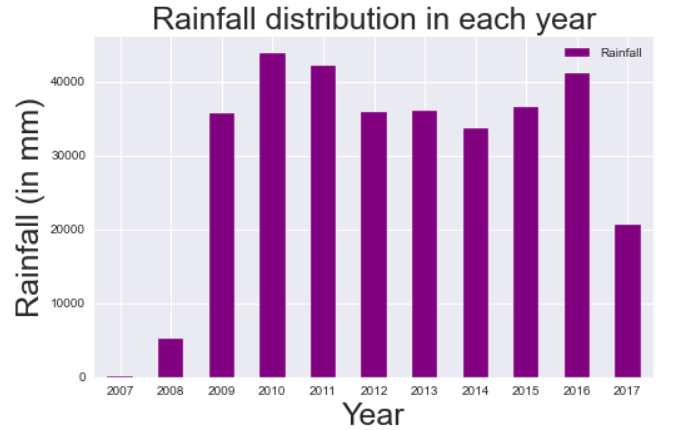 Rainfall distribution in each year
Rainfall
Rainfall (in mm)
40000
30000
20000
10000
0
2007 2008 2009 2010 2011 2012 2013 2014 2015 2016 2017
Year